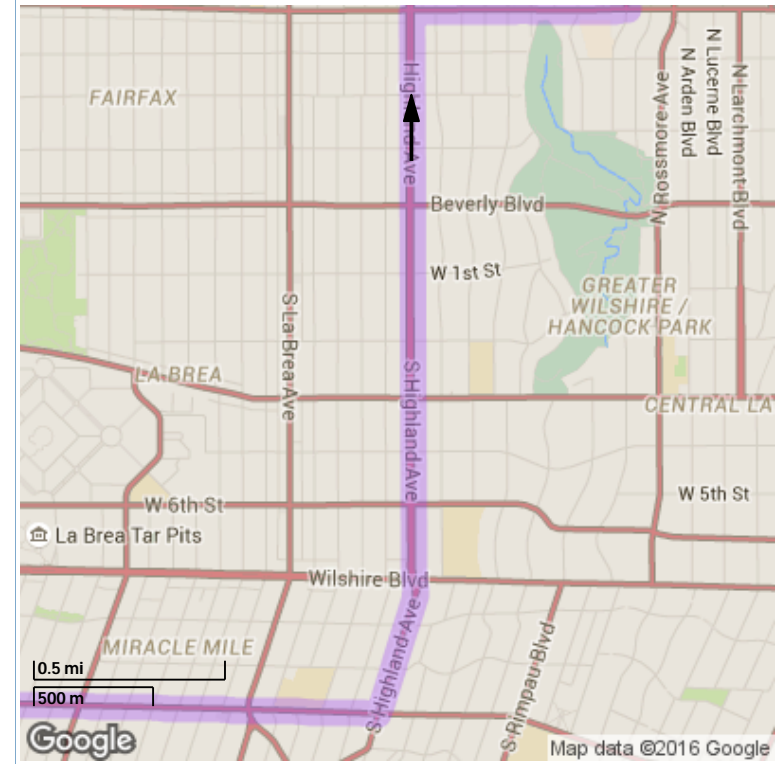 FAIRFAX
Highland Ave
N Rossmore Ave
N Arden Blvd
N Lucerne Blvd
N Larchmont Blvd
Beverly Blvd
W 1st St
GREATER
WILSHIRE /
HANCOCK PARK
S La Brea Ave
LA BREA
S Highland Ave
CENTRAL LA
W 6th St
W 5th St
La Brea Tar Pits
Wilshire Blvd
MIRACLE MILE
S Highland Ave
S Rimpau Blvd
0.5 mi
500 m
Google
Map data ©2016 Google